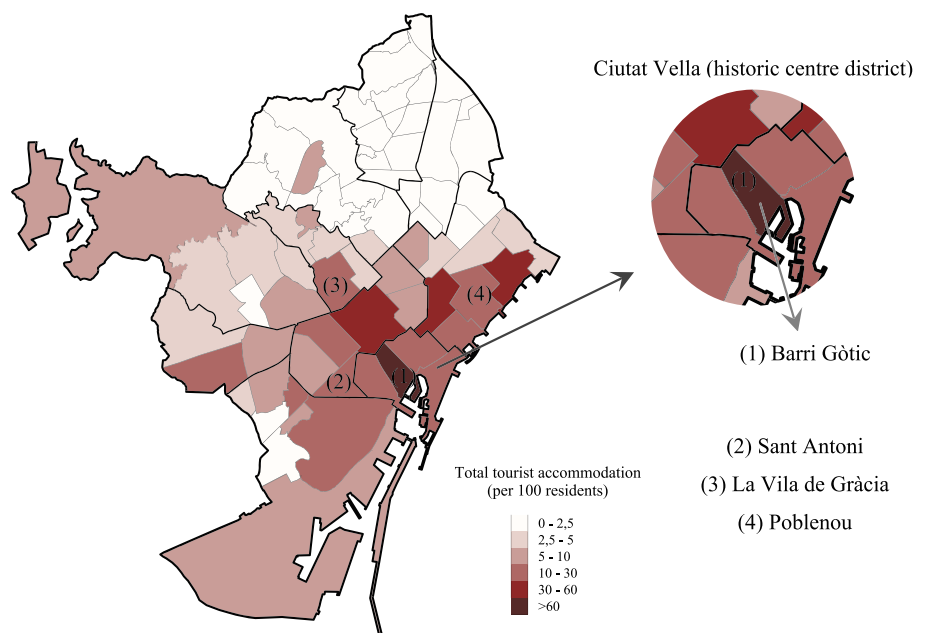 Ciutat Vella (historic centre district)
(1)
(3)
(4)
(2)
(1
(1) Barri Gòtic
(2) Sant Antoni
(3) La Vila de Gràcia
(4) Poblenou
Total tourist accommodation
(per 100 residents)
0 - 2,5
2,5 - 5
5 - 10
10 - 30
30 - 60
>60